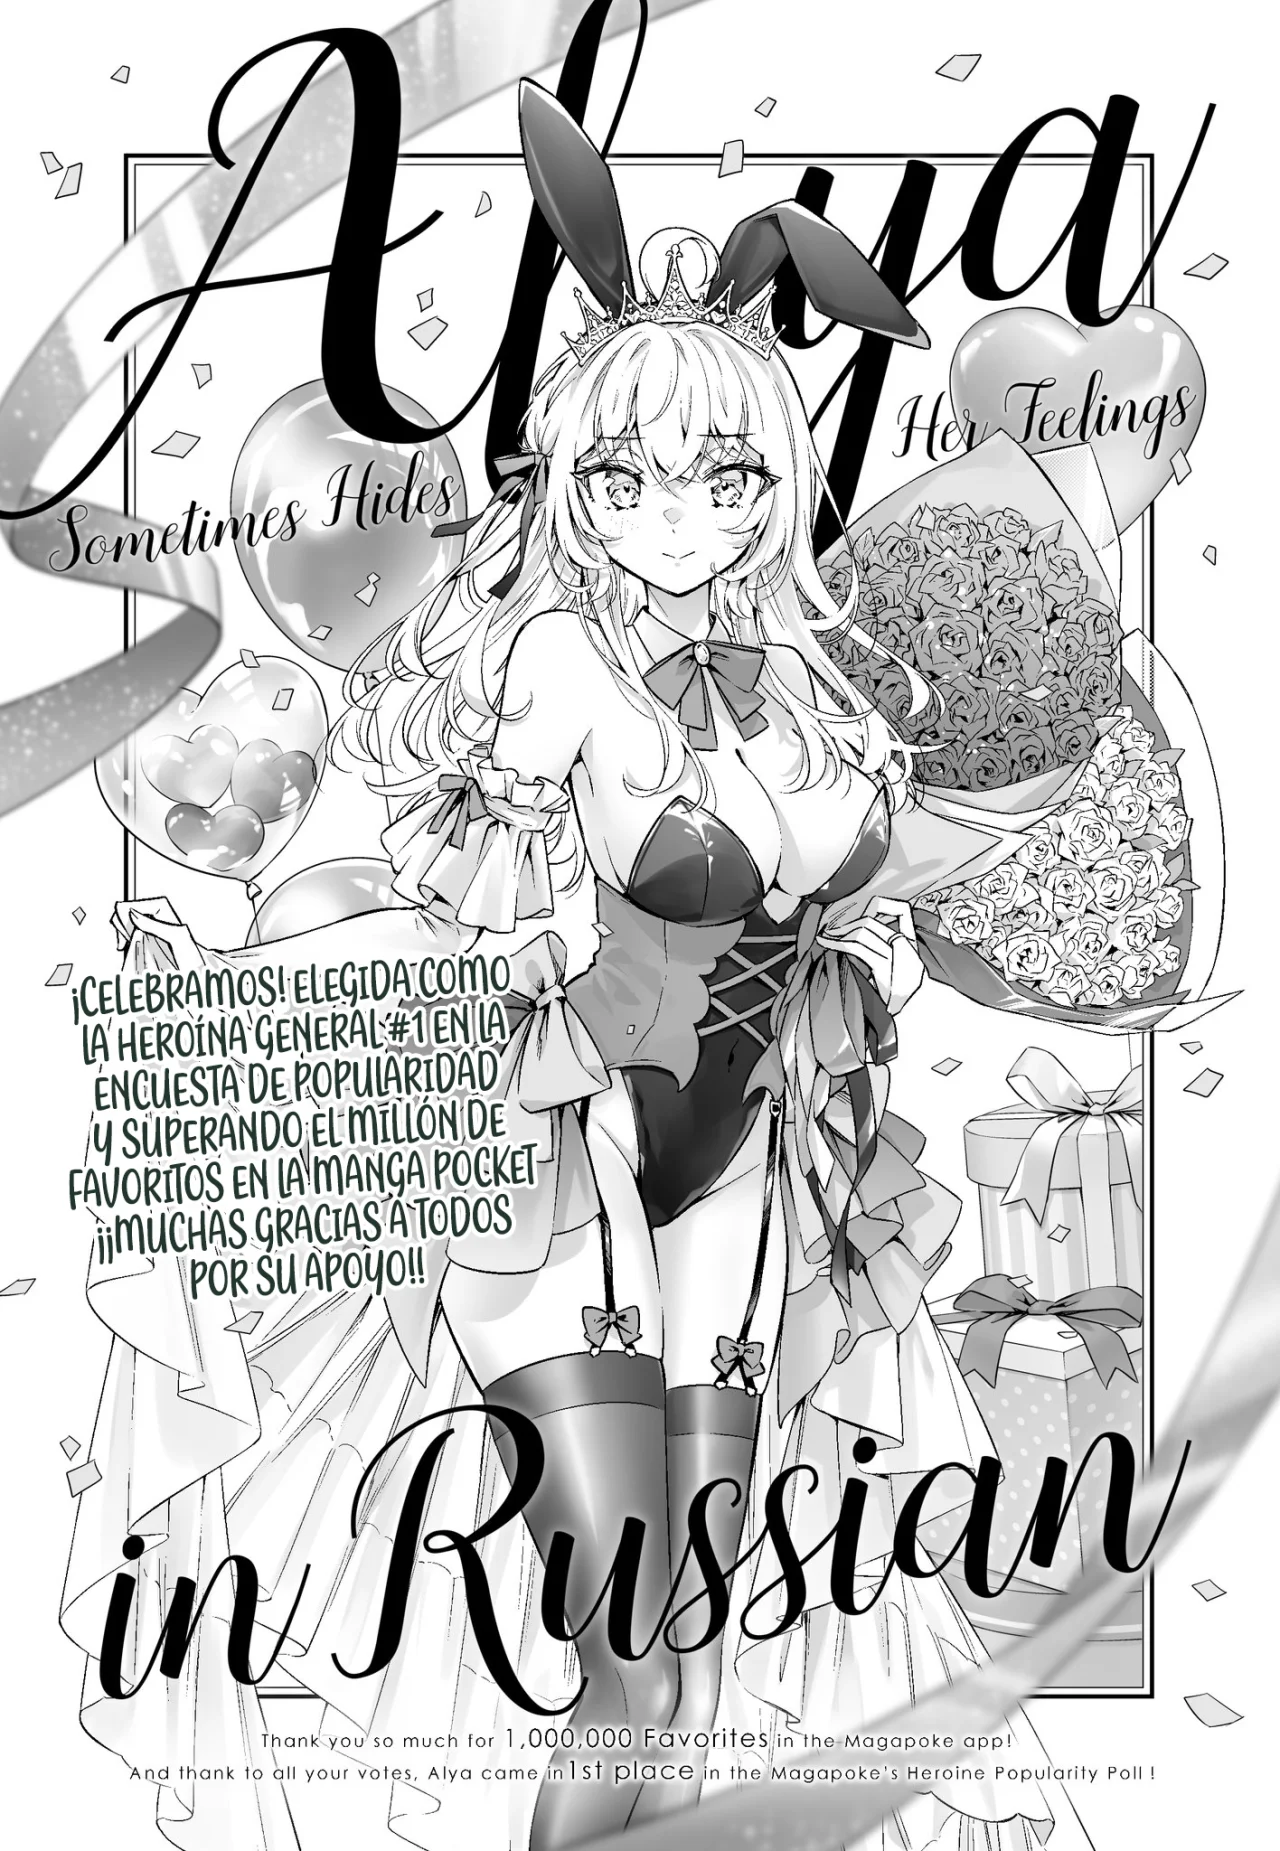 Alya
Sometimes Hides
Her Feelings
¡CELEBRAMOS! ELEGIDA COMO
LA HEROÍNA GENERAL #1 EN LA
ENCUESTA DE POPULARIDAD
Y SUPERANDO EL MILLÓN DE
FAVORITOS EN LA MANGA POCKET
¡¡MUCHAS GRACIAS A TODOS
POR SU APOYO!!
in Russian
Thank you so much for 1,000,000 Favorites in the Magapoke app!
And thank to all your votes, Alya came in 1st place in the Magapoke's Heroine Popularity Poll !